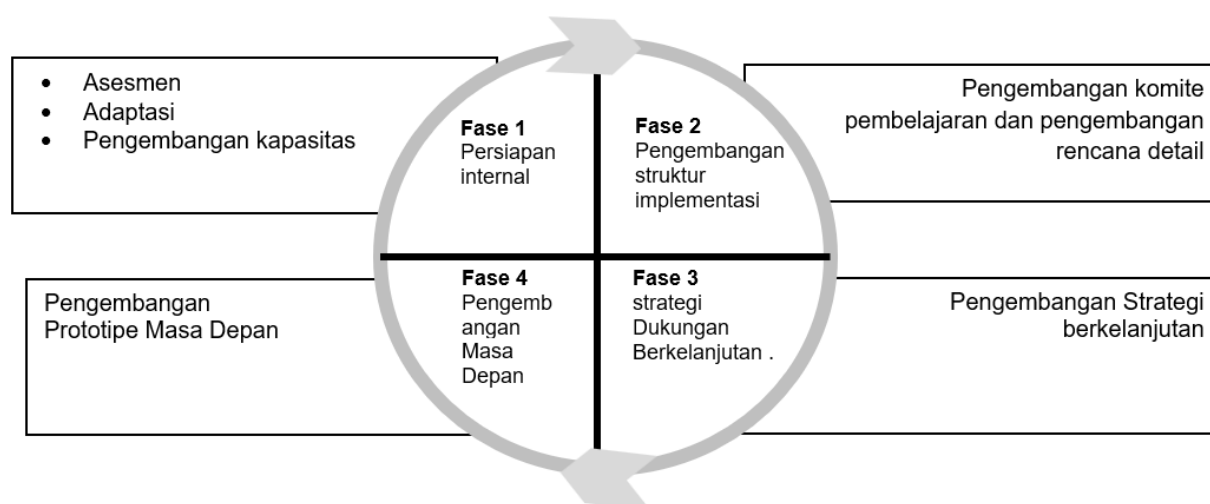 • Asesmen
• Adaptasi
• Pengembangan kapasitas
Fase 1
Persiapan
internal
Fase 2
Pengembangan
struktur
implementasi
Pengembangan komite
pembelajaran dan pengembangan
rencana detail
Pengembangan
Prototipe Masa Depan
Fase 4
Pengemb
angan
Masa
Depan
Fase 3
strategi
Dukungan
Berkelanjutan .
Pengembangan Strategi
berkelanjutan